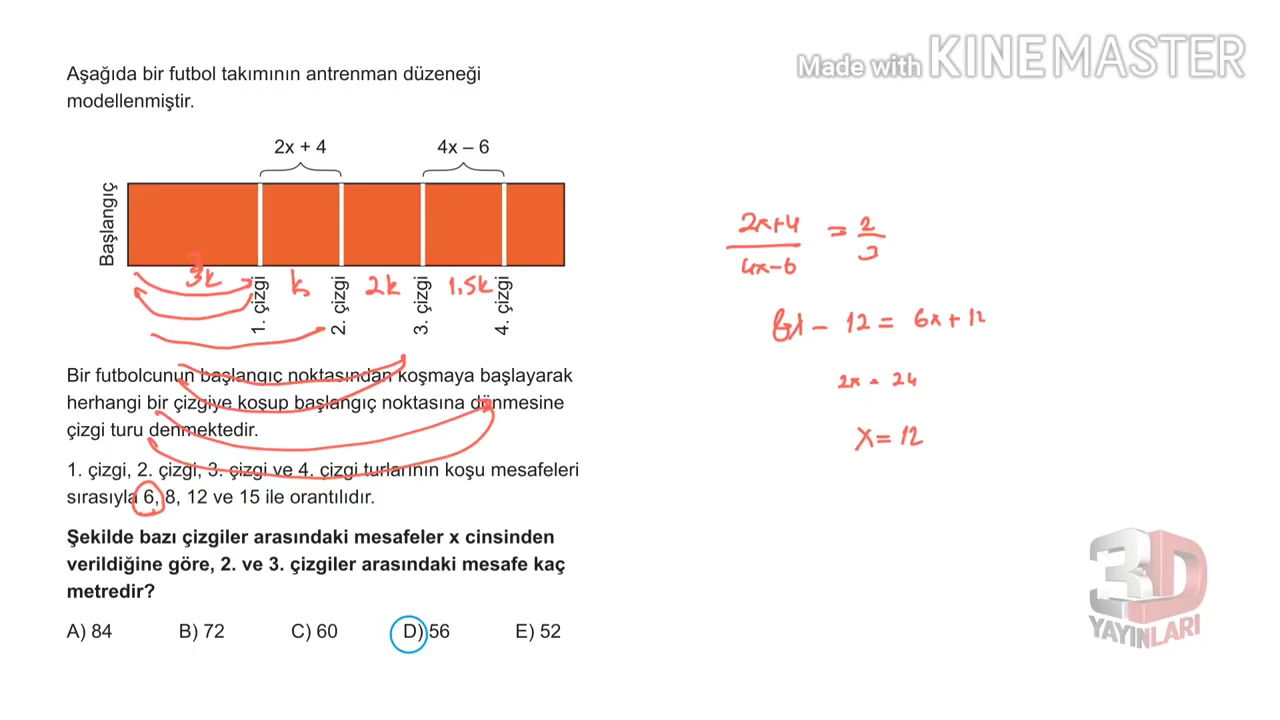 Made with KINEMASTER
Aşağıda bir futbol takımının antrenman düzeneği
modellenmiştir.
2x + 4
4x – 6
Başlangıç
1. çizgi
2. çizgi
3. çizgi
4. çizgi
3k
k
2k
1.5k
Bir futbolcunun başlangıç noktasından koşmaya başlayarak
herhangi bir çizgiye koşup başlangıç noktasına dönmesine
çizgi turu denmektedir.
1. çizgi, 2. çizgi, 3. çizgi ve 4. çizgi turlarının koşu mesafeleri
sırasıyla 6, 8, 12 ve 15 ile orantılıdır.
Şekilde bazı çizgiler arasındaki mesafeler x cinsinden
verildiğine göre, 2. ve 3. çizgiler arasındaki mesafe kaç
metredir?
A) 84 B) 72 C) 60 D) 56 E) 52
2x+4 = 2
4x-6 3
- 12 = 6x + 12
2x = 24
x = 12
3D
YAYINLARI